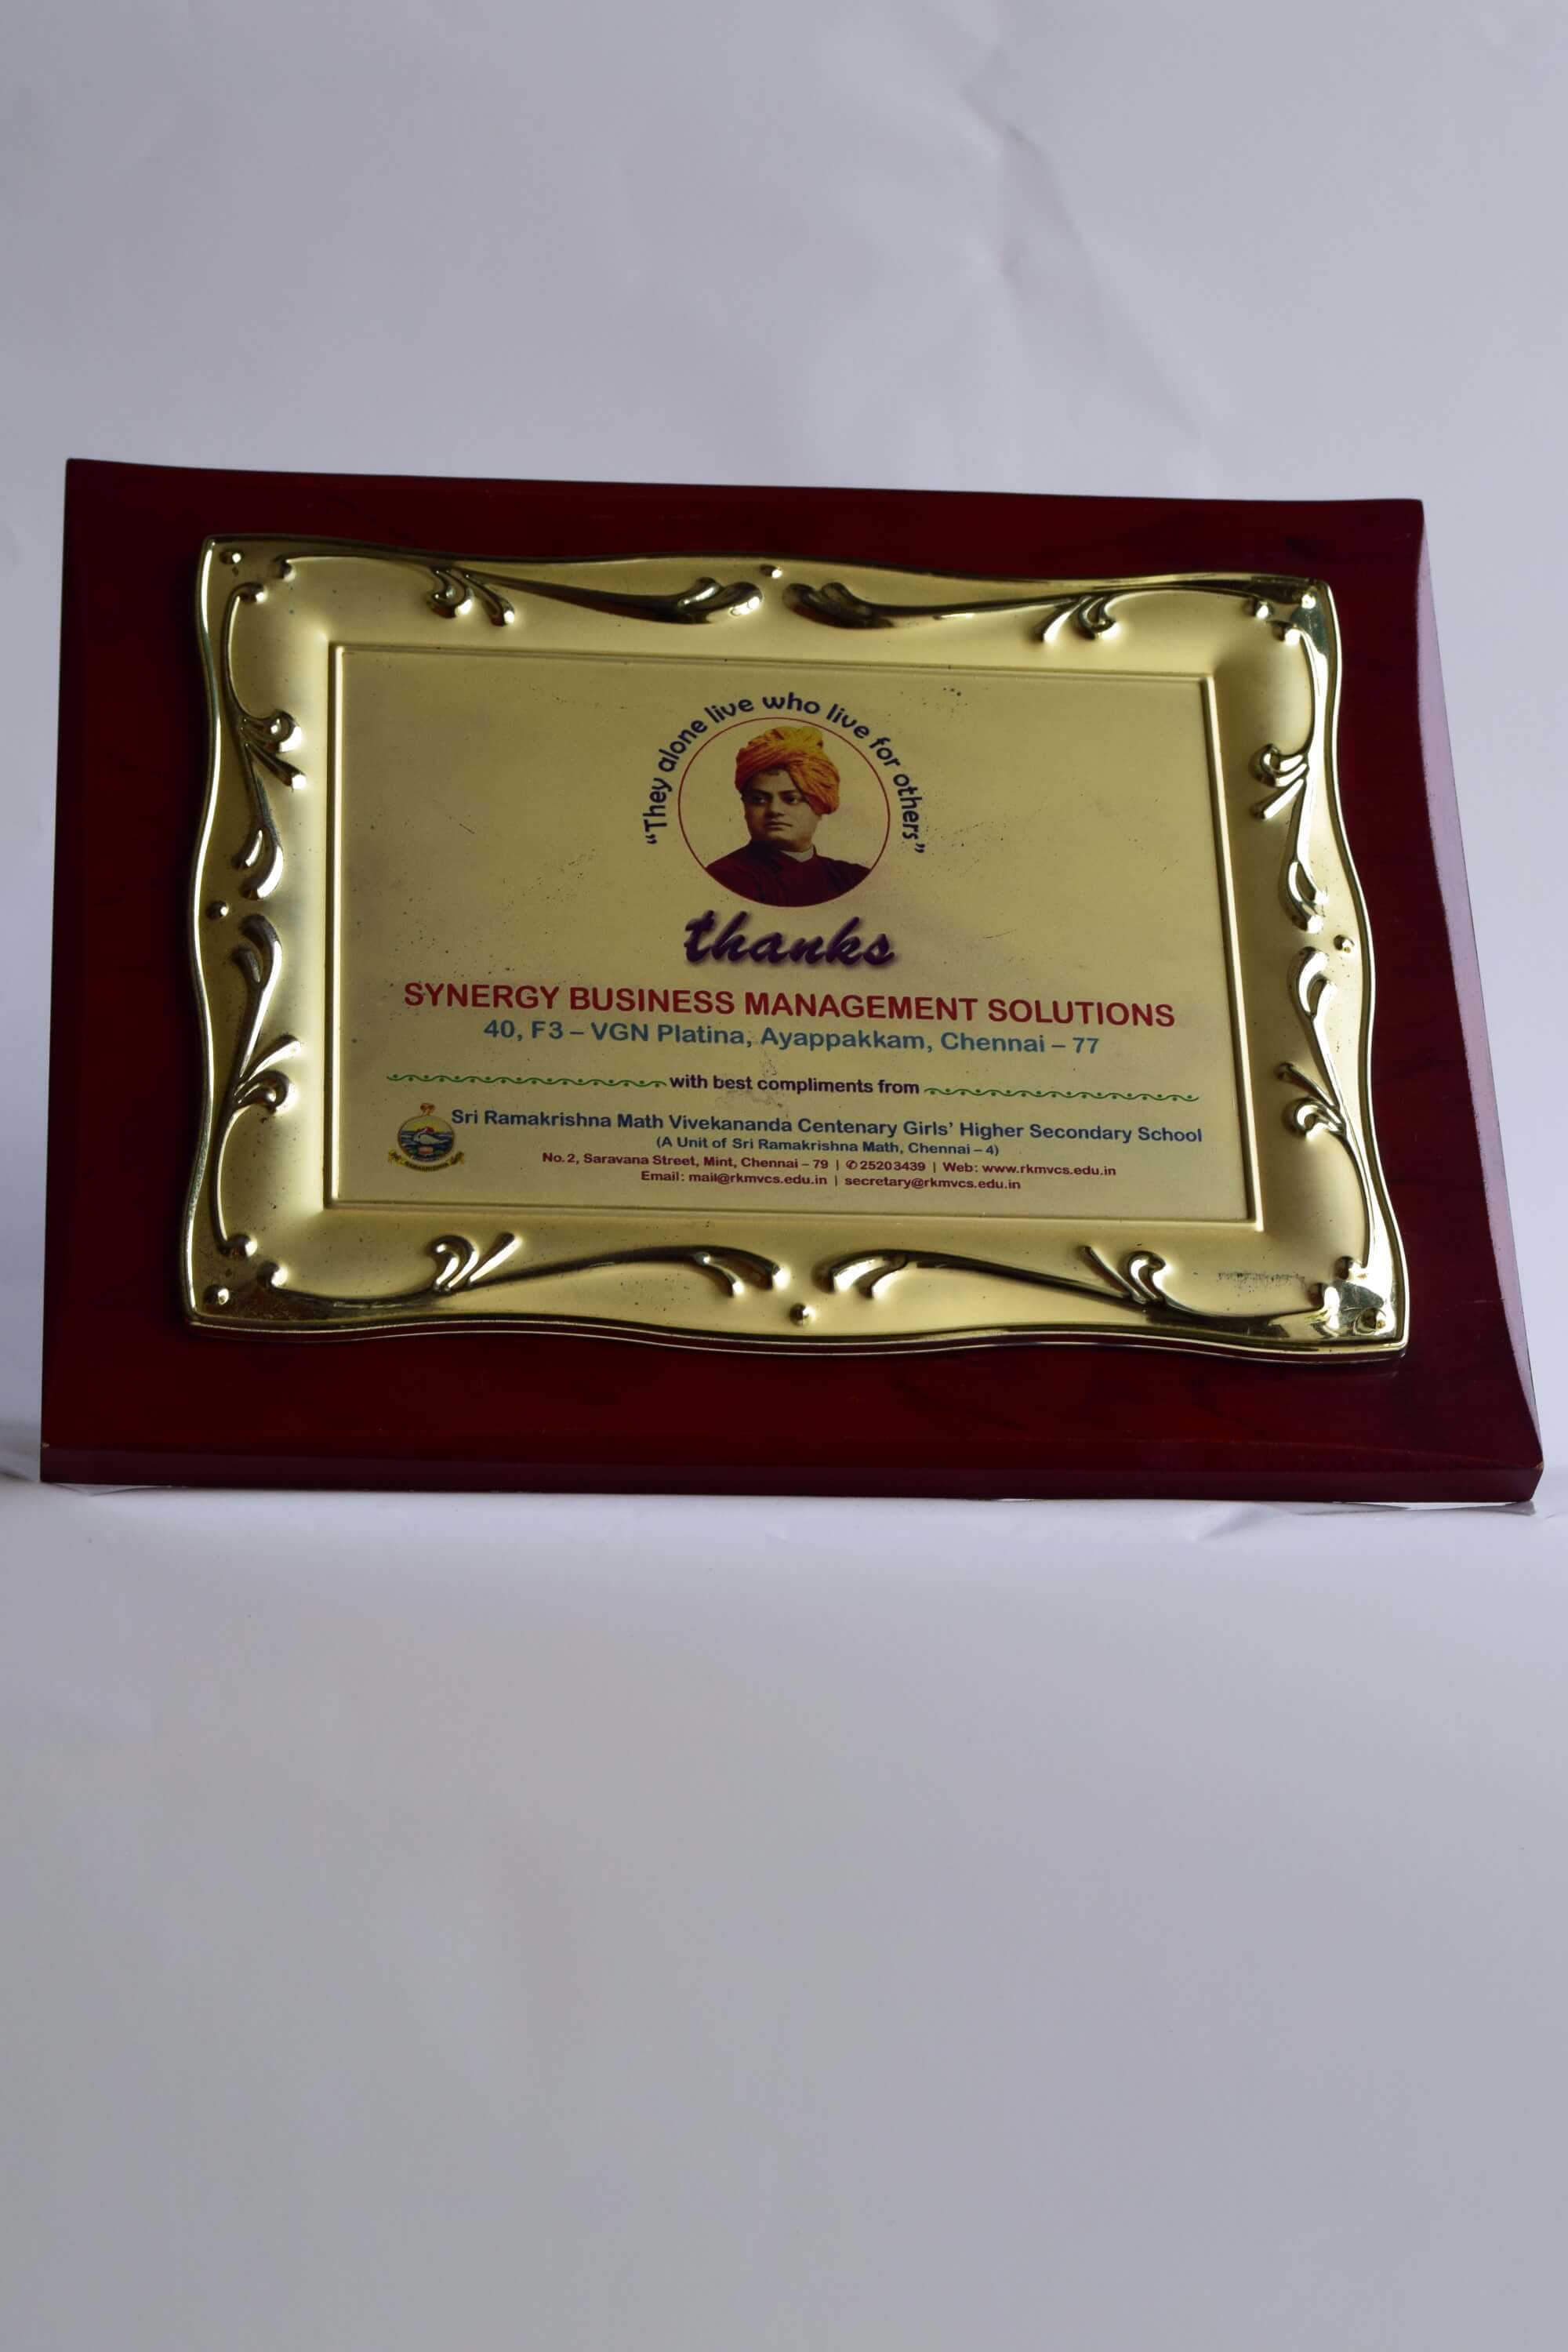 “They alone live who live for others”
thanks
SYNERGY BUSINESS MANAGEMENT SOLUTIONS
40, F3 – VGN Platina, Ayappakkam, Chennai – 77
with best compliments from
Sri Ramakrishna Math Vivekananda Centenary Girls’ Higher Secondary School
(A Unit of Sri Ramakrishna Math, Chennai – 4)
No.2, Saravana Street, Mint, Chennai – 79 | ✆ 25203439 | Web: www.rkmvcs.edu.in
Email: mail@rkmvcs.edu.in | secretary@rkmvcs.edu.in